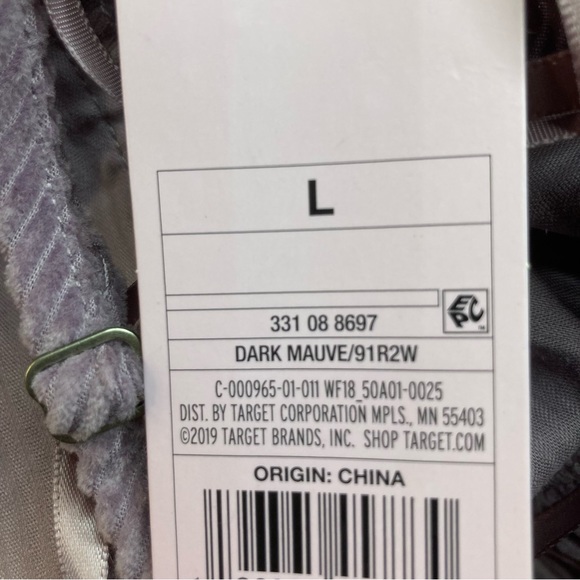 L
EPC
331 08 8697
DARK MAUVE/91R2W
C-000965-01-011 WF18_50A01-0025
DIST. BY TARGET CORPORATION MPLS., MN 55403
©2019 TARGET BRANDS, INC. SHOP TARGET.COM
ORIGIN: CHINA